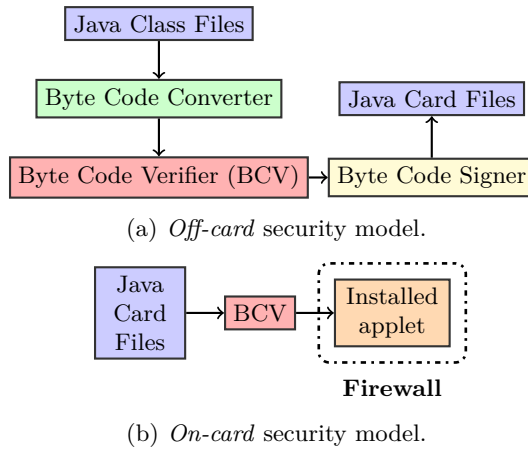 Java Class Files
Byte Code Converter
Java Card Files
Byte Code Verifier (BCV)
Byte Code Signer
(a) Off-card security model.
Java
Card
Files
BCV
Installed
applet
Firewall
(b) On-card security model.